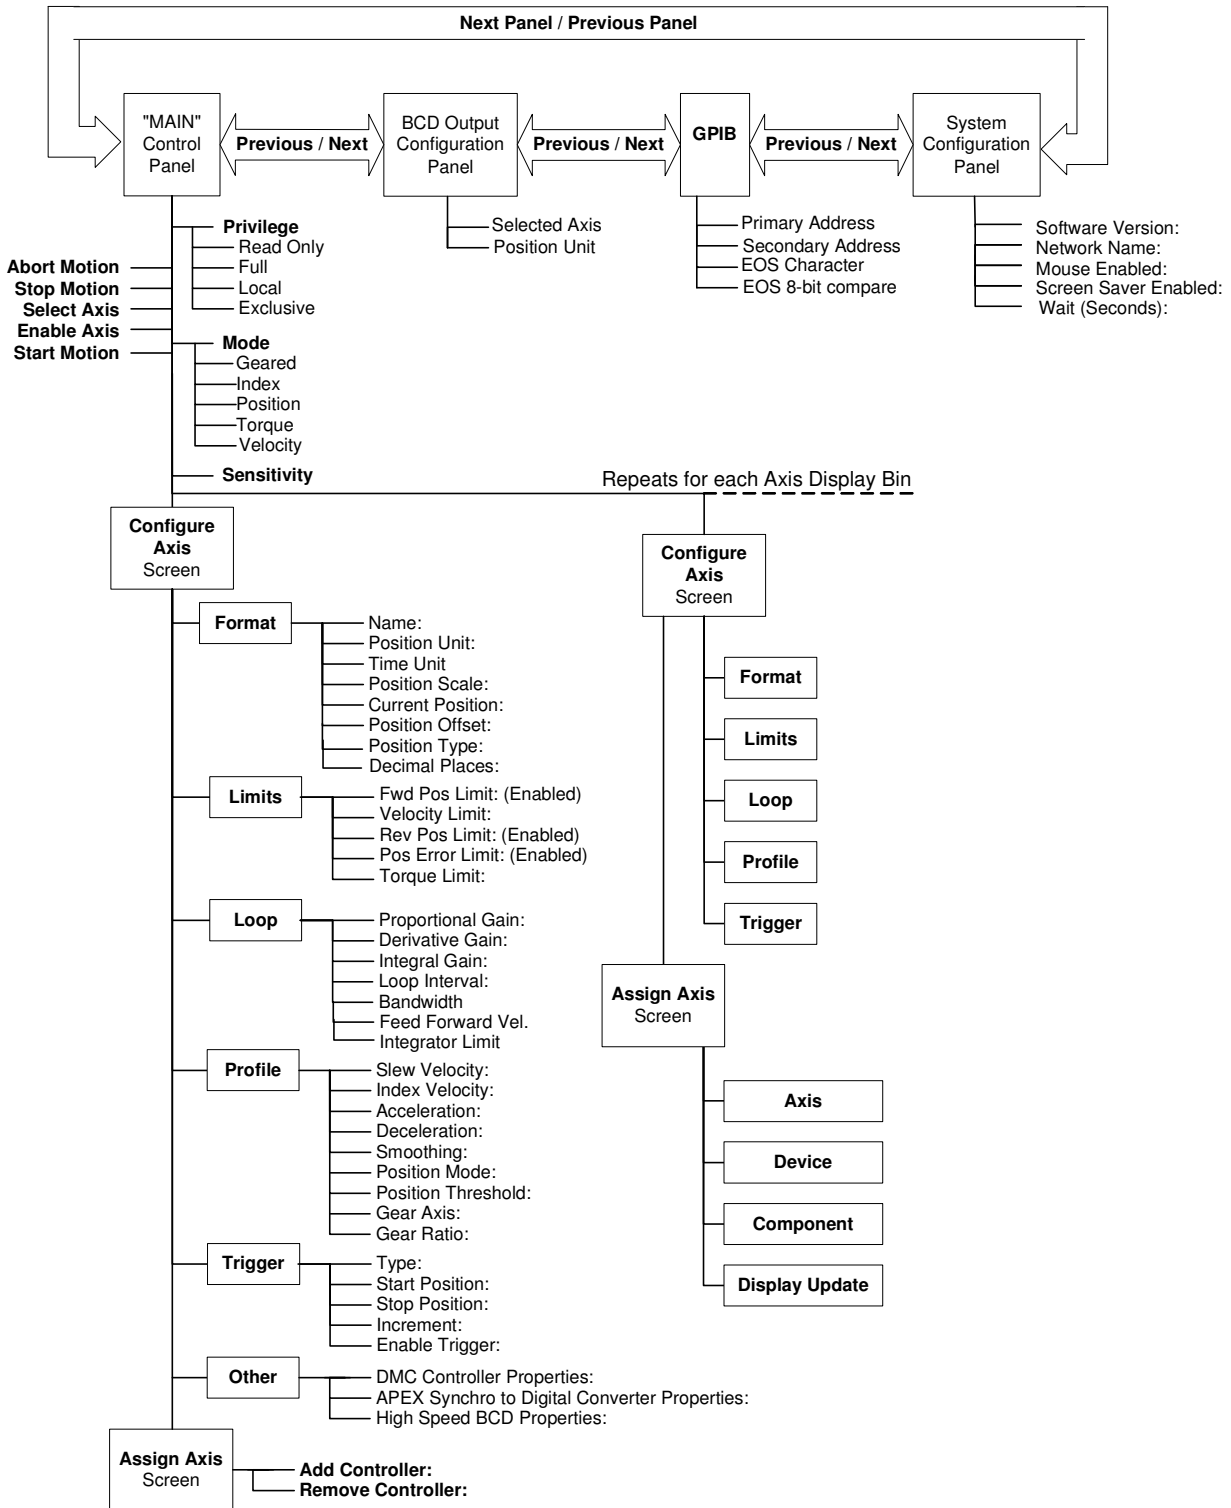 Next Panel / Previous Panel
"MAIN"
Control
Panel
Previous / Next
BCD Output
Configuration
Panel
Previous / Next
GPIB
Previous / Next
System
Configuration
Panel
Privilege
Read Only
Full
Local
Exclusive
Abort Motion
Stop Motion
Select Axis
Enable Axis
Start Motion
Mode
Geared
Index
Position
Torque
Velocity
Sensitivity
Selected Axis
Position Unit
Primary Address
Secondary Address
EOS Character
EOS 8-bit compare
Software Version:
Network Name:
Mouse Enabled:
Screen Saver Enabled:
Wait (Seconds):
Repeats for each Axis Display Bin
Configure
Axis
Screen
Format
Name:
Position Unit:
Time Unit
Position Scale:
Current Position:
Position Offset:
Position Type:
Decimal Places:
Limits
Fwd Pos Limit: (Enabled)
Velocity Limit:
Rev Pos Limit: (Enabled)
Pos Error Limit: (Enabled)
Torque Limit:
Loop
Proportional Gain:
Derivative Gain:
Integral Gain:
Loop Interval:
Bandwidth
Feed Forward Vel.
Integrator Limit
Profile
Slew Velocity:
Index Velocity:
Acceleration:
Deceleration:
Smoothing:
Position Mode:
Position Threshold:
Gear Axis:
Gear Ratio:
Trigger
Type:
Start Position:
Stop Position:
Increment:
Enable Trigger:
Other
DMC Controller Properties:
APEX Synchro to Digital Converter Properties:
High Speed BCD Properties:
Assign Axis
Screen
Add Controller:
Remove Controller:
Configure
Axis
Screen
Format
Limits
Loop
Profile
Trigger
Assign Axis
Screen
Axis
Device
Component
Display Update